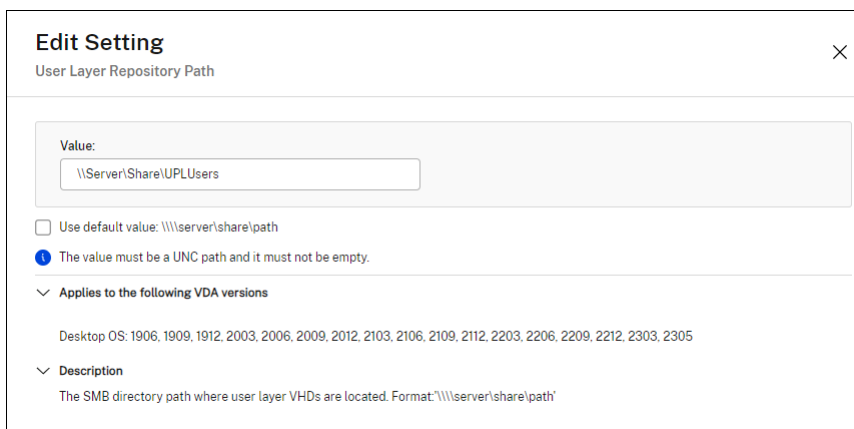 Edit Setting
User Layer Repository Path
Value:
\\Server\Share\UPLUsers
Use default value: \\\\server\share\path
The value must be a UNC path and it must not be empty.
Applies to the following VDA versions
Desktop OS: 1906, 1909, 1912, 2003, 2006, 2009, 2012, 2103, 2106, 2109, 2112, 2203, 2206, 2209, 2212, 2303, 2305
Description
The SMB directory path where user layer VHDs are located. Format:'\\\\server\share\path'